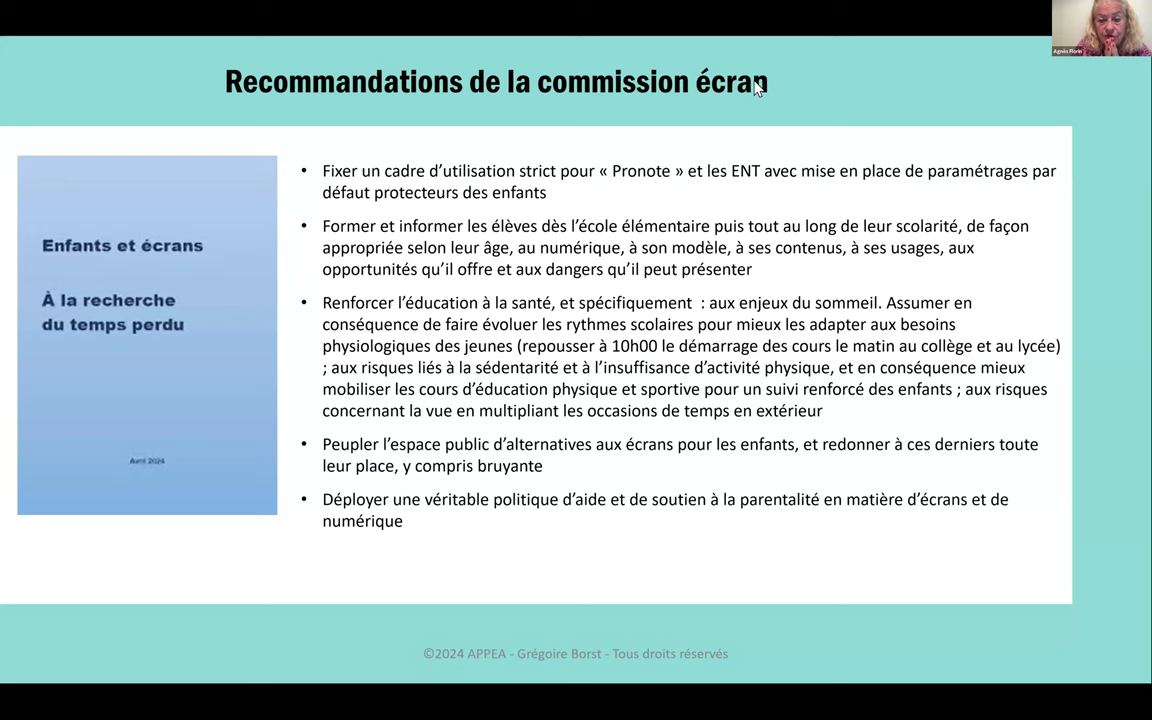 Agnès Florin
Recommandations de la commission écran
Enfants et écrans
À la recherche
du temps perdu
Avril 2024
• Fixer un cadre d’utilisation strict pour « Pronote » et les ENT avec mise en place de paramétrages par
défaut protecteurs des enfants
• Former et informer les élèves dès l’école élémentaire puis tout au long de leur scolarité, de façon
appropriée selon leur âge, au numérique, à son modèle, à ses contenus, à ses usages, aux
opportunités qu’il offre et aux dangers qu’il peut présenter
• Renforcer l’éducation à la santé, et spécifiquement : aux enjeux du sommeil. Assumer en
conséquence de faire évoluer les rythmes scolaires pour mieux les adapter aux besoins
physiologiques des jeunes (repousser à 10h00 le démarrage des cours le matin au collège et au lycée)
; aux risques liés à la sédentarité et à l’insuffisance d’activité physique, et en conséquence mieux
mobiliser les cours d’éducation physique et sportive pour un suivi renforcé des enfants ; aux risques
concernant la vue en multipliant les occasions de temps en extérieur
• Peupler l’espace public d’alternatives aux écrans pour les enfants, et redonner à ces derniers toute
leur place, y compris bruyante
• Déployer une véritable politique d’aide et de soutien à la parentalité en matière d’écrans et de
numérique
©2024 APPEA - Grégoire Borst - Tous droits réservés